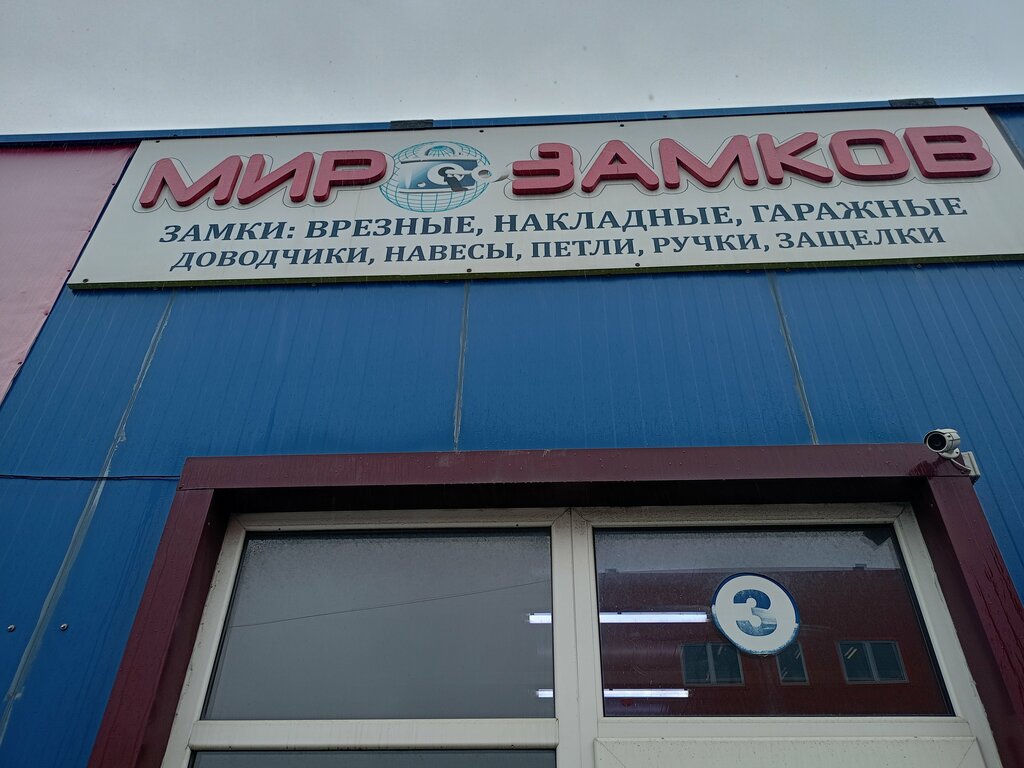 МИР ЗАМКОВ
ЗАМКИ: ВРЕЗНЫЕ, НАКЛАДНЫЕ, ГАРАЖНЫЕ
ДОВОДЧИКИ, НАВЕСЫ, ПЕТЛИ, РУЧКИ, ЗАЩЕЛКИ
3